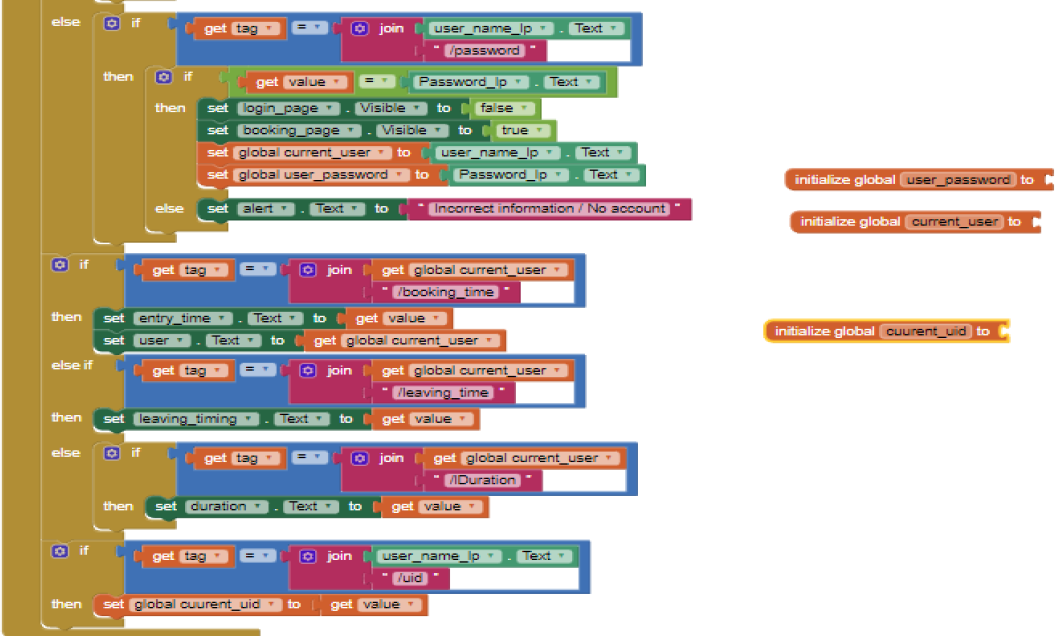 else if get tag = join user_name_lp . Text
" /password "
then if get value = Password_lp . Text
then set login_page . Visible to false
set booking_page . Visible to true
set global current_user to user_name_lp . Text
set global user_password to Password_lp . Text
else set alert . Text to " Incorrect information / No account "
initialize global user_password to
initialize global current_user to
if get tag = join get global current_user
" /booking_time "
then set entry_time . Text to get value
set user . Text to get global current_user
initialize global cuurent_uid to
else if get tag = join get global current_user
" /leaving_time "
then set leaving_timing . Text to get value
else if get tag = join get global current_user
" /lDuration "
then set duration . Text to get value
if get tag = join user_name_lp . Text
" /uid "
then set global cuurent_uid to get value